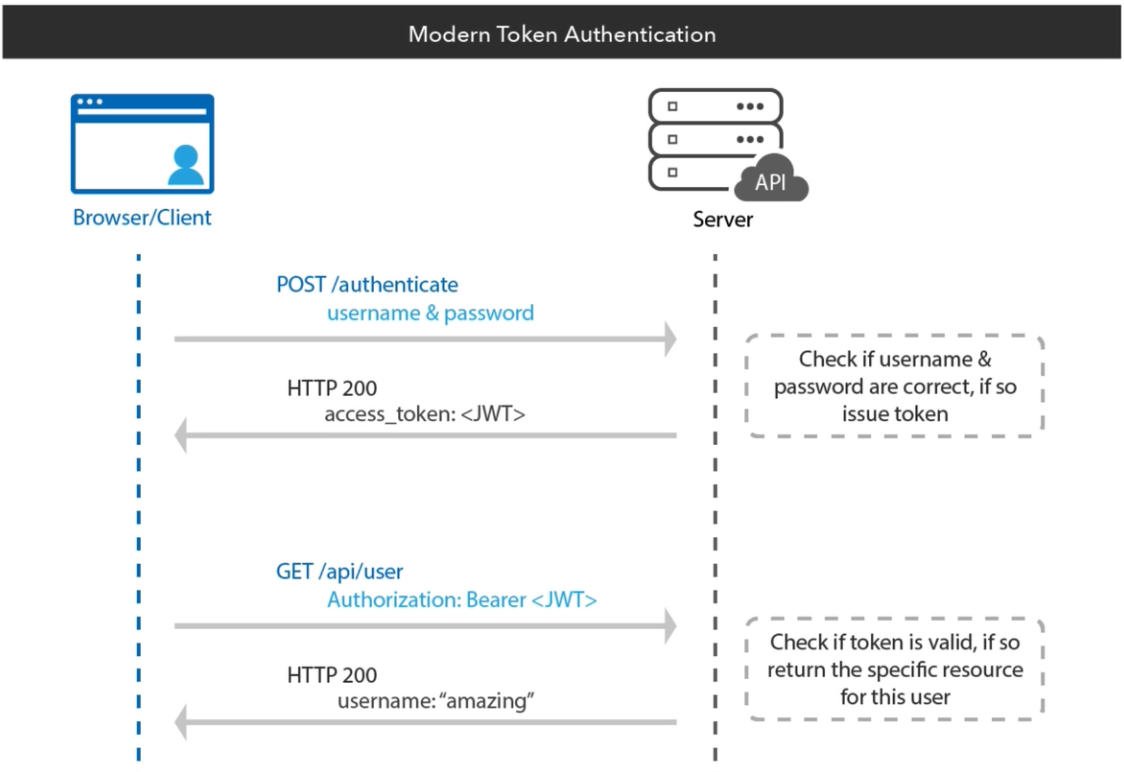 Modern Token Authentication
API
Browser/Client
Server
POST /authenticate
username & password
Check if username &
password are correct, if so
issue token
HTTP 200
access_token: <JWT>
GET /api/user
Authorization: Bearer <JWT>
Check if token is valid, if so
return the specific resource
for this user
HTTP 200
username: “amazing”